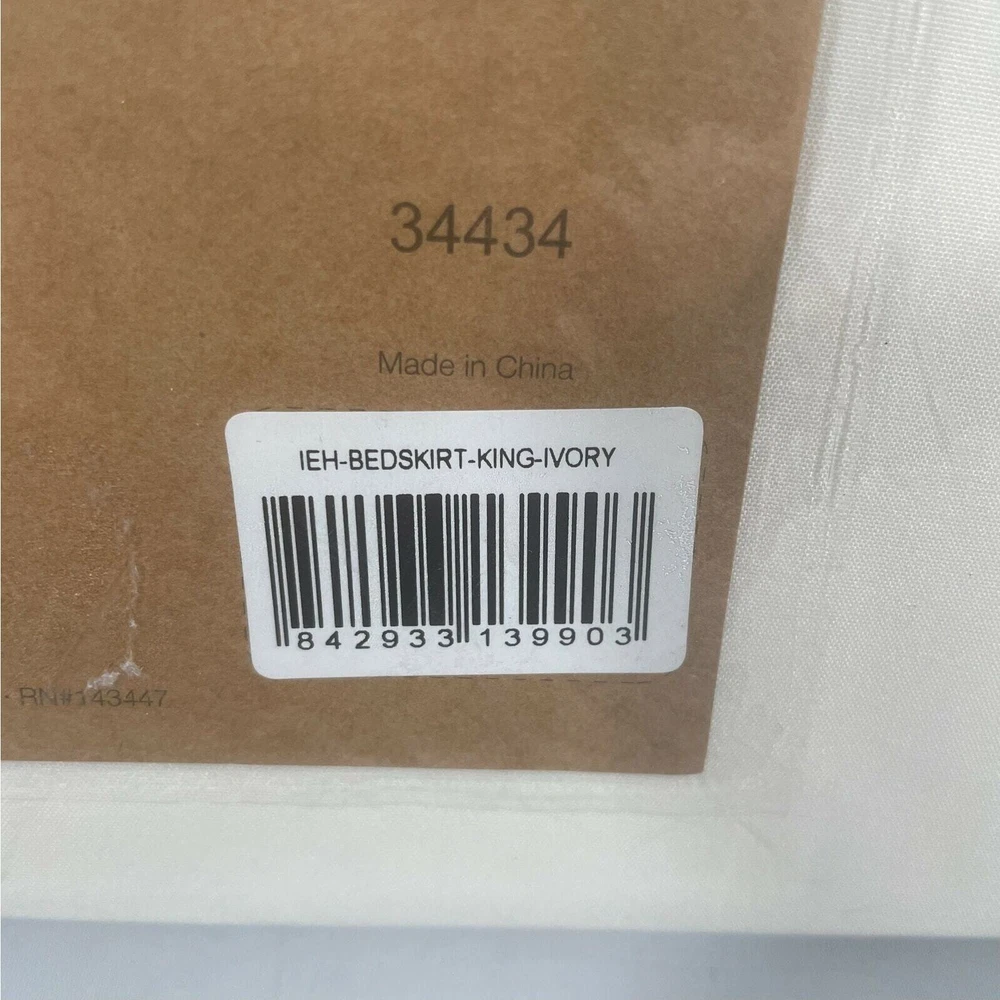 34434
Made in China
IEH-BEDSKIRT-KING-IVORY
842933 139903
· RN#143447